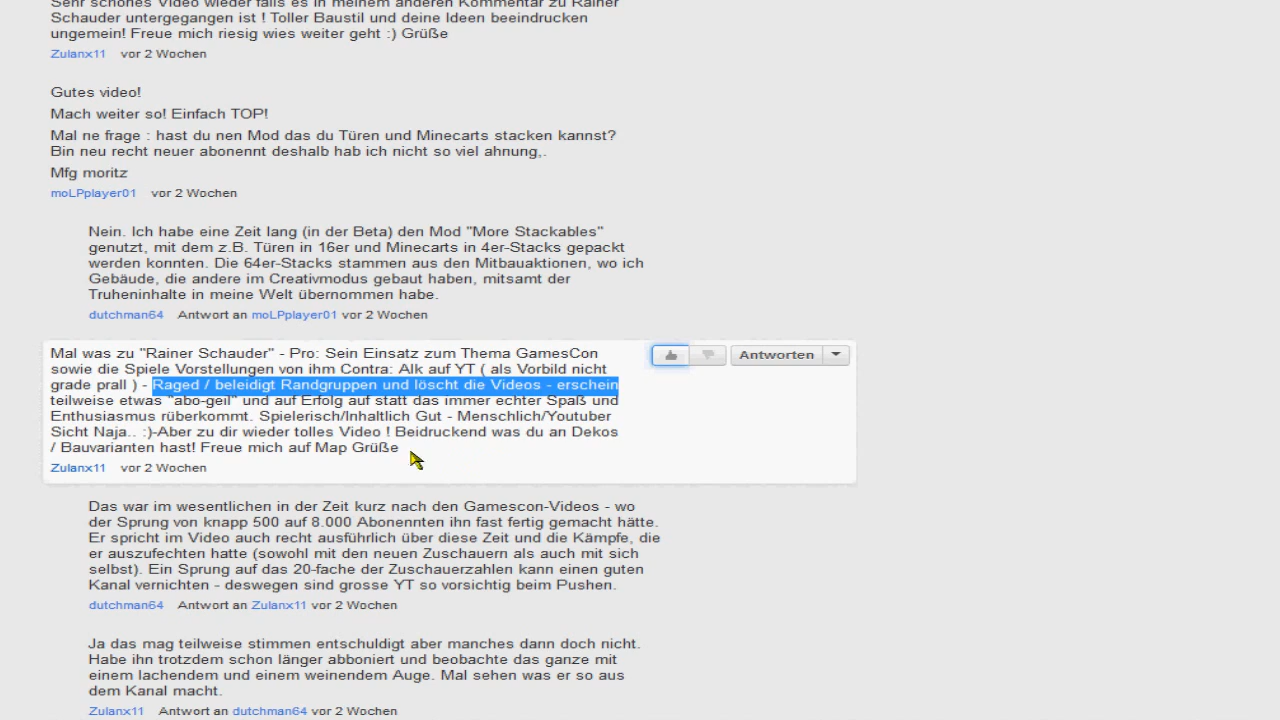 Sehr schönes Video wieder falls es in meinem anderen Kommentar zu Rainer
Schauder untergegangen ist ! Toller Baustil und deine Ideen beeindrucken
ungemein! Freue mich riesig wies weiter geht :) Grüße
Zulanx11 vor 2 Wochen
Gutes video!
Mach weiter so! Einfach TOP!
Mal ne frage : hast du nen Mod das du Türen und Minecarts stacken kannst?
Bin neu recht neuer abonennt deshalb hab ich nicht so viel ahnung,.
Mfg moritz
moLPplayer01 vor 2 Wochen
Nein. Ich habe eine Zeit lang (in der Beta) den Mod "More Stackables"
genutzt, mit dem z.B. Türen in 16er und Minecarts in 4er-Stacks gepackt
werden konnten. Die 64er-Stacks stammen aus den Mitbauaktionen, wo ich
Gebäude, die andere im Creativmodus gebaut haben, mitsamt der
Truheninhalte in meine Welt übernommen habe.
dutchman64 Antwort an moLPplayer01 vor 2 Wochen
Mal was zu "Rainer Schauder" - Pro: Sein Einsatz zum Thema GamesCon
sowie die Spiele Vorstellungen von ihm Contra: Alk auf YT ( als Vorbild nicht
grade prall ) - Raged / beleidigt Randgruppen und löscht die Videos - erschein
teilweise etwas "abo-geil" und auf Erfolg auf statt das immer echter Spaß und
Enthusiasmus rüberkommt. Spielerisch/Inhaltlich Gut - Menschlich/Youtuber
Sicht Naja.. :)-Aber zu dir wieder tolles Video ! Beidruckend was du an Dekos
/ Bauvarianten hast! Freue mich auf Map Grüße
Antworten
Zulanx11 vor 2 Wochen
Das war im wesentlichen in der Zeit kurz nach den Gamescon-Videos - wo
der Sprung von knapp 500 auf 8.000 Abonennten ihn fast fertig gemacht hätte.
Er spricht im Video auch recht ausführlich über diese Zeit und die Kämpfe, die
er auszufechten hatte (sowohl mit den neuen Zuschauern als auch mit sich
selbst). Ein Sprung auf das 20-fache der Zuschauerzahlen kann einen guten
Kanal vernichten - deswegen sind grosse YT so vorsichtig beim Pushen.
dutchman64 Antwort an Zulanx11 vor 2 Wochen
Ja das mag teilweise stimmen entschuldigt aber manches dann doch nicht.
Habe ihn trotzdem schon länger abboniert und beobachte das ganze mit
einem lachendem und einem weinendem Auge. Mal sehen was er so aus
dem Kanal macht.
Zulanx11 Antwort an dutchman64 vor 2 Wochen